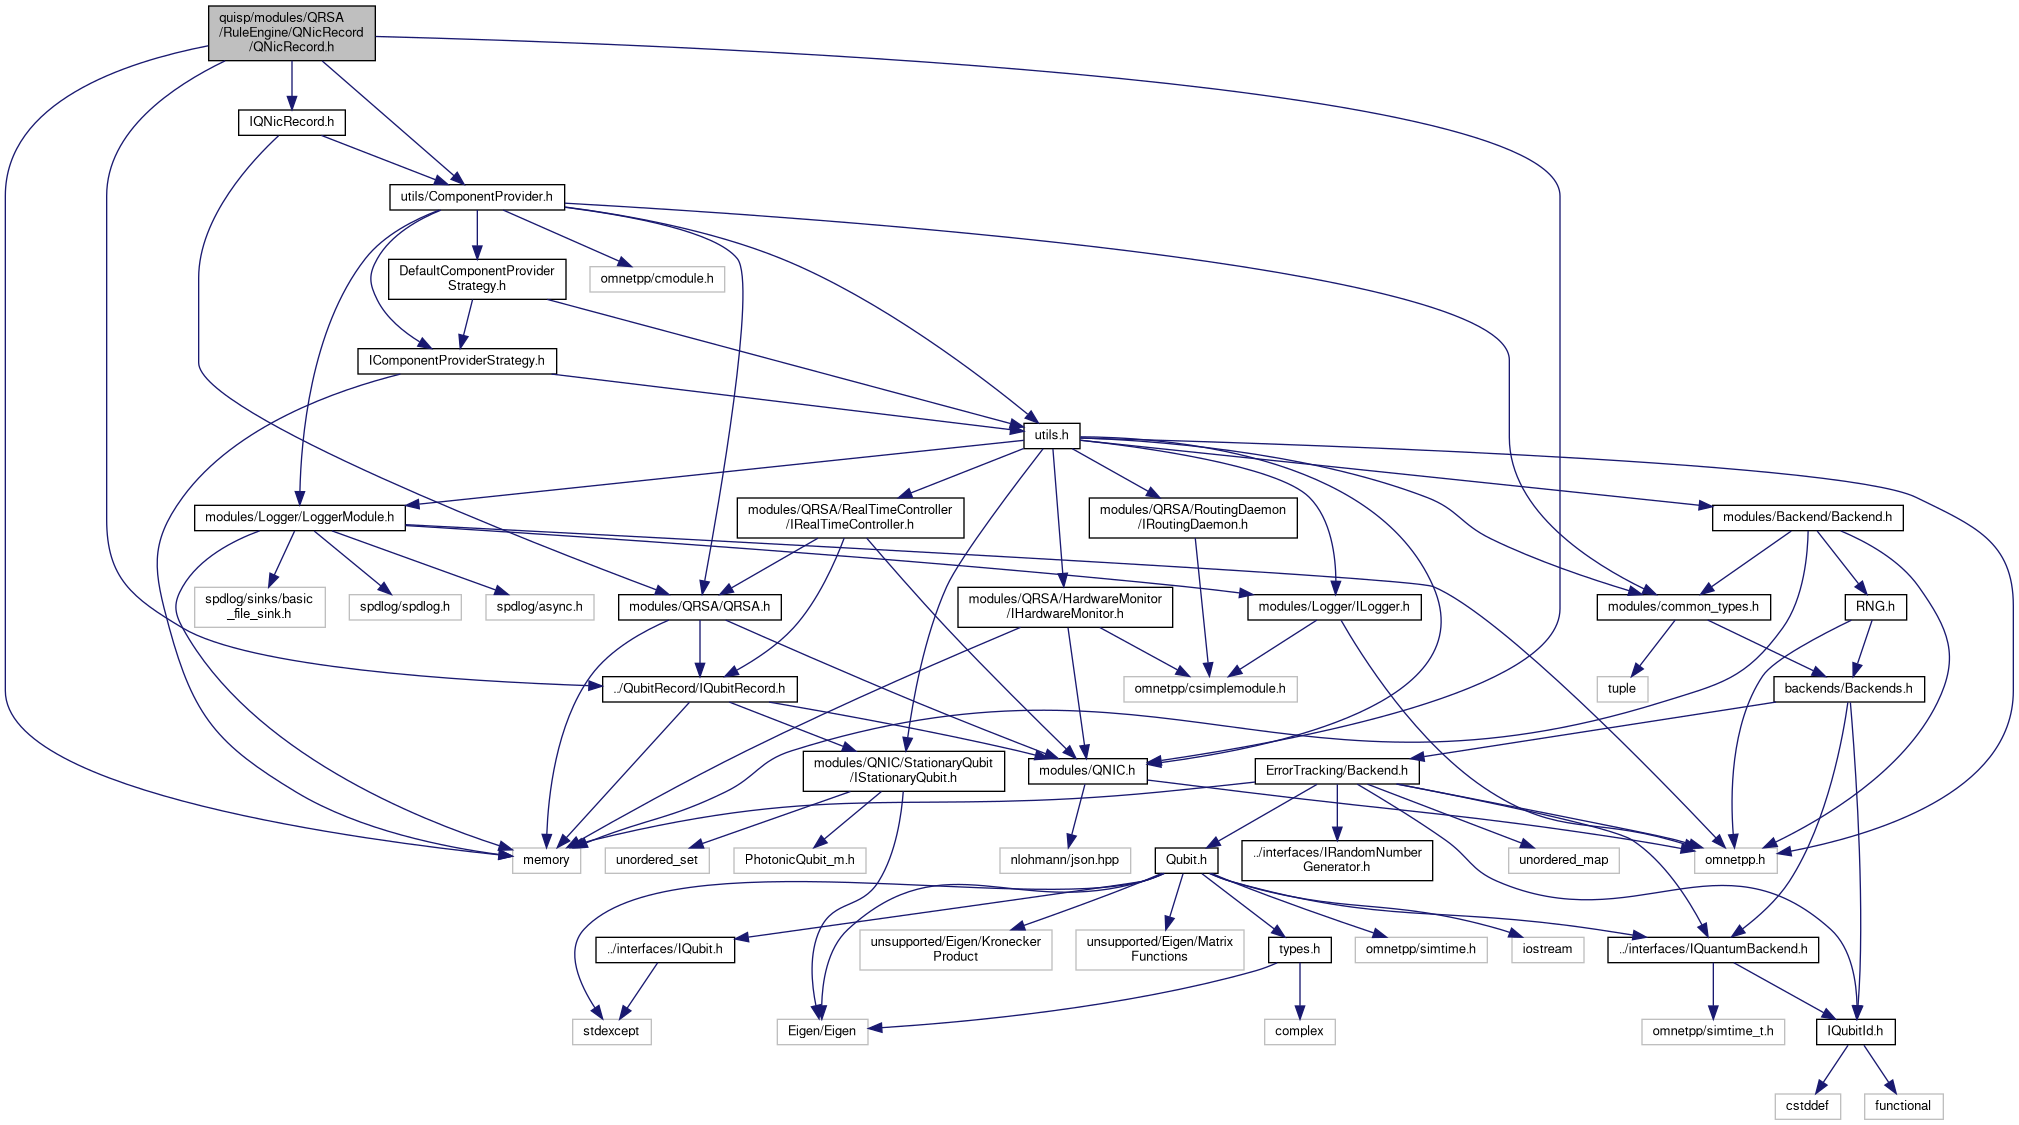 quisp/modules/QRSA
/RuleEngine/QNicRecord
/QNicRecord.h
IQNicRecord.h
utils/ComponentProvider.h
DefaultComponentProvider
Strategy.h
omnetpp/cmodule.h
IComponentProviderStrategy.h
utils.h
modules/Logger/LoggerModule.h
modules/QRSA/RealTimeController
/IRealTimeController.h
modules/QRSA/RoutingDaemon
/IRoutingDaemon.h
modules/Backend/Backend.h
spdlog/sinks/basic
_file_sink.h
spdlog/spdlog.h
spdlog/async.h
modules/QRSA/QRSA.h
modules/QRSA/HardwareMonitor
/IHardwareMonitor.h
modules/Logger/ILogger.h
modules/common_types.h
RNG.h
../QubitRecord/IQubitRecord.h
omnetpp/csimplemodule.h
tuple
backends/Backends.h
modules/QNIC/StationaryQubit
/IStationaryQubit.h
modules/QNIC.h
ErrorTracking/Backend.h
memory
unordered_set
PhotonicQubit_m.h
nlohmann/json.hpp
Qubit.h
../interfaces/IRandomNumber
Generator.h
unordered_map
omnetpp.h
../interfaces/IQubit.h
unsupported/Eigen/Kronecker
Product
unsupported/Eigen/Matrix
Functions
types.h
omnetpp/simtime.h
iostream
../interfaces/IQuantumBackend.h
stdexcept
Eigen/Eigen
complex
omnetpp/simtime_t.h
IQubitId.h
cstddef
functional